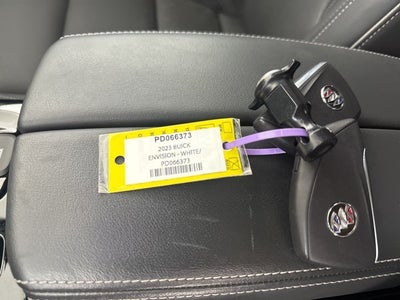 PD066373
2023 BUICK
ENVISION - WHITE/
PD066373